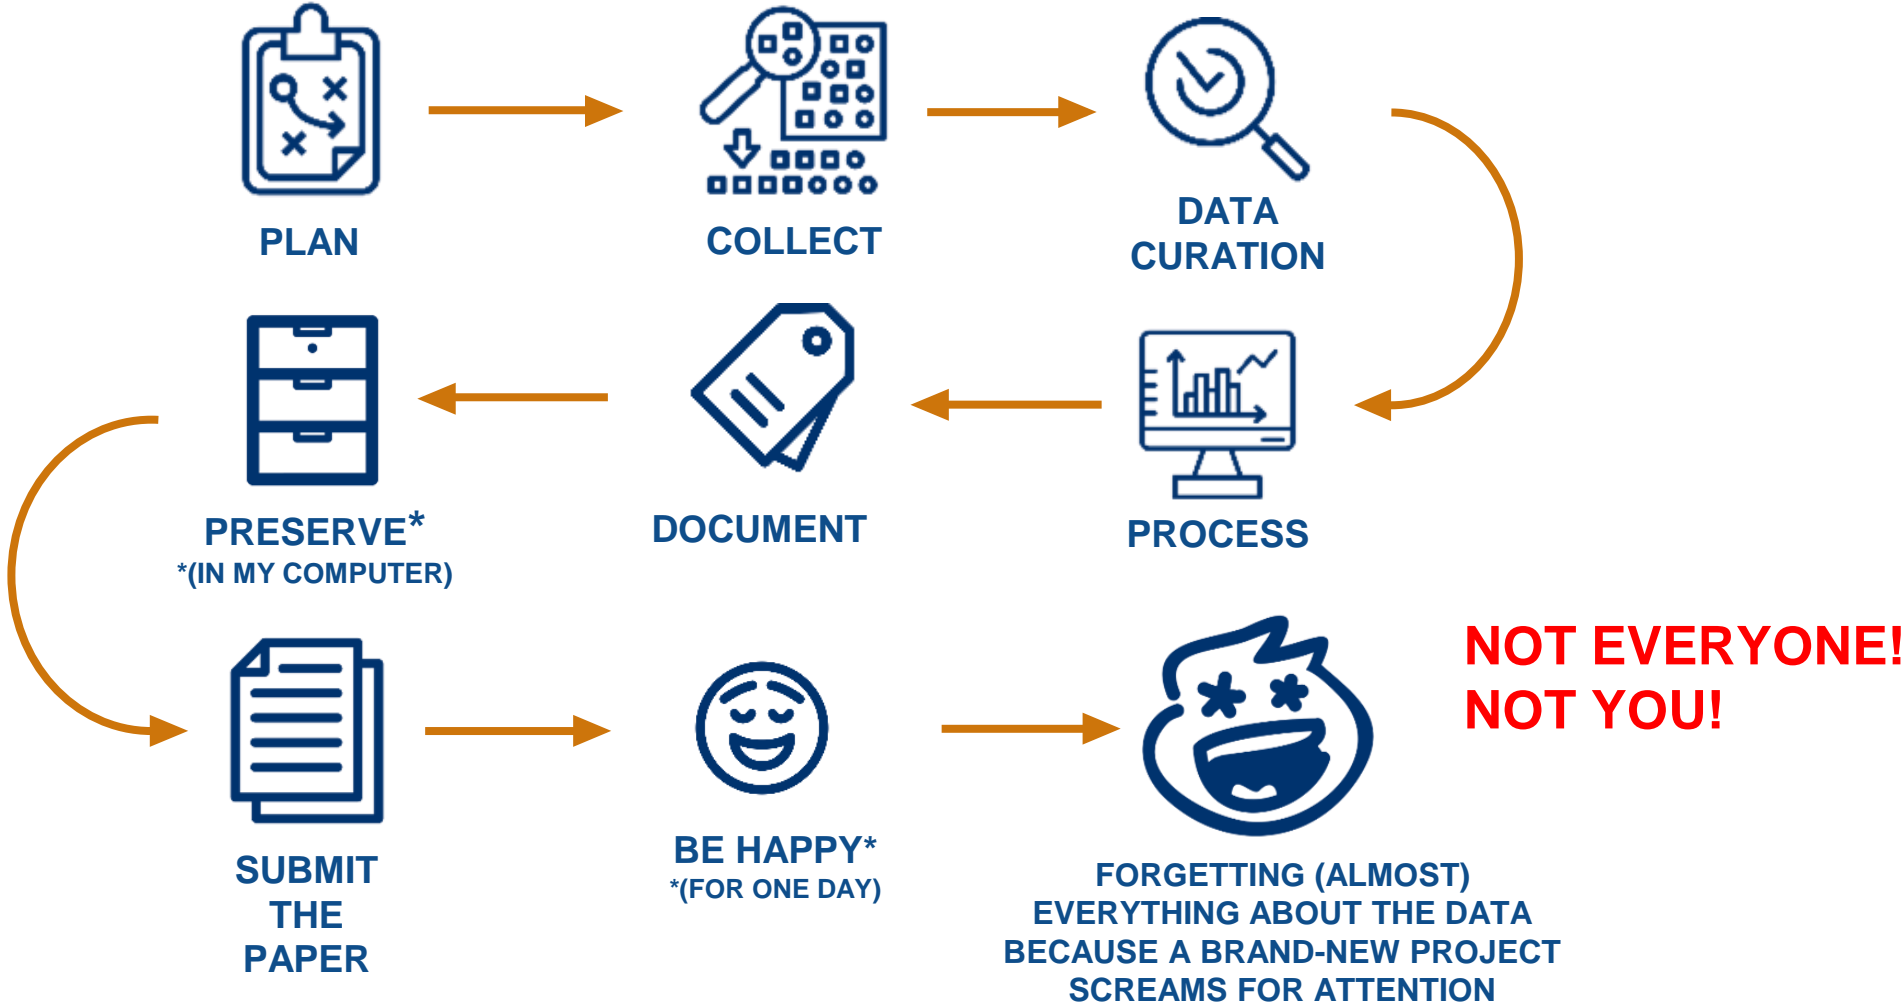 PLAN
COLLECT
DATA
CURATION
PRESERVE*
*(IN MY COMPUTER)
DOCUMENT
PROCESS
NOT EVERYONE!
NOT YOU!
SUBMIT
THE
PAPER
BE HAPPY*
*(FOR ONE DAY)
FORGETTING (ALMOST)
EVERYTHING ABOUT THE DATA
BECAUSE A BRAND-NEW PROJECT
SCREAMS FOR ATTENTION